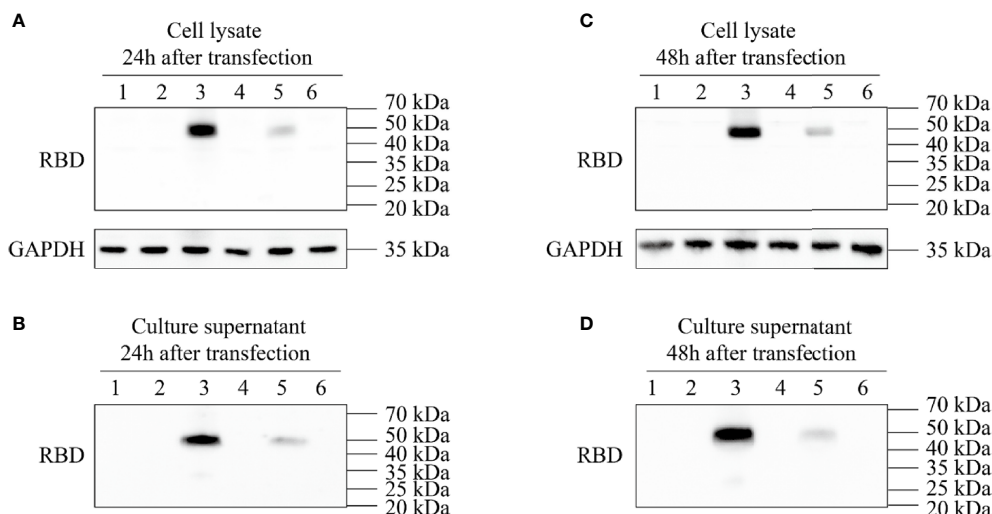 A
Cell lysate
24h after transfection
1 2 3 4 5 6
RBD
70 kDa
50 kDa
40 kDa
35 kDa
25 kDa
20 kDa
GAPDH
35 kDa
C
Cell lysate
48h after transfection
1 2 3 4 5 6
RBD
70 kDa
50 kDa
40 kDa
35 kDa
25 kDa
20 kDa
GAPDH
35 kDa
B
Culture supernatant
24h after transfection
1 2 3 4 5 6
RBD
70 kDa
50 kDa
40 kDa
35 kDa
25 kDa
20 kDa
D
Culture supernatant
48h after transfection
1 2 3 4 5 6
RBD
70 kDa
50 kDa
40 kDa
35 kDa
25 kDa
20 kDa